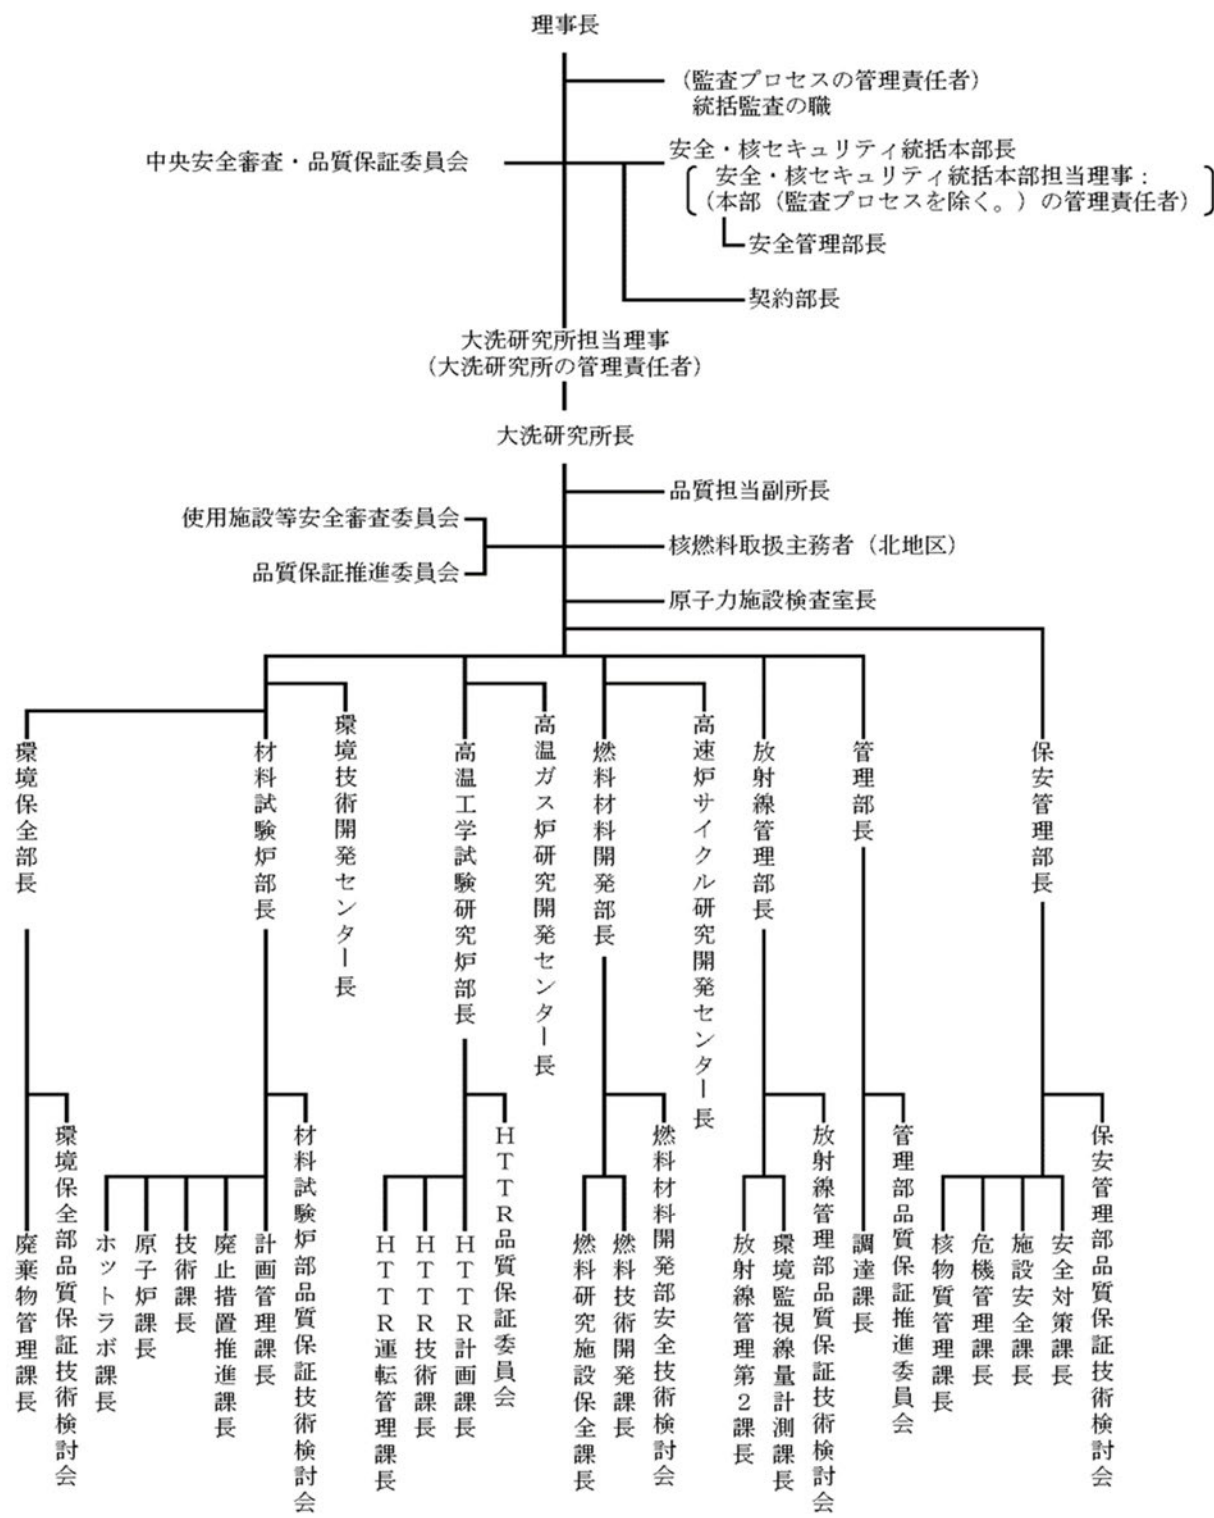 理事長
（監査プロセスの管理責任者）
統括監査の職
中央安全審査・品質保証委員会
安全・核セキュリティ統括本部長
安全・核セキュリティ統括本部担当理事：
（本部（監査プロセスを除く。）の管理責任者）
安全管理部長
契約部長
大洗研究所担当理事
（大洗研究所の管理責任者）
大洗研究所長
品質担当副所長
使用施設等安全審査委員会
核燃料取扱主務者（北地区）
品質保証推進委員会
原子力施設検査室長
環境保全部長
材料試験炉部長
環境技術開発センター長
高温工学試験研究炉部長
高温ガス炉研究開発センター長
燃料材料開発部長
高速炉サイクル研究開発センター長
放射線管理部長
管理部長
保安管理部長
廃棄物管理課長
環境保全部品質保証技術検討会
ホットラボ課長
原子炉課長
技術課長
廃止措置推進課長
計画管理課長
材料試験炉部品質保証技術検討会
ＨＴＴＲ運転管理課長
ＨＴＴＲ技術課長
ＨＴＴＲ計画課長
ＨＴＴＲ品質保証委員会
燃料研究施設保全課長
燃料技術開発課長
燃料材料開発部安全技術検討会
放射線管理第２課長
環境監視線量計測課長
放射線管理部品質保証技術検討会
調達課長
管理部品質保証推進委員会
核物質管理課長
危機管理課長
施設安全課長
安全対策課長
保安管理部品質保証技術検討会